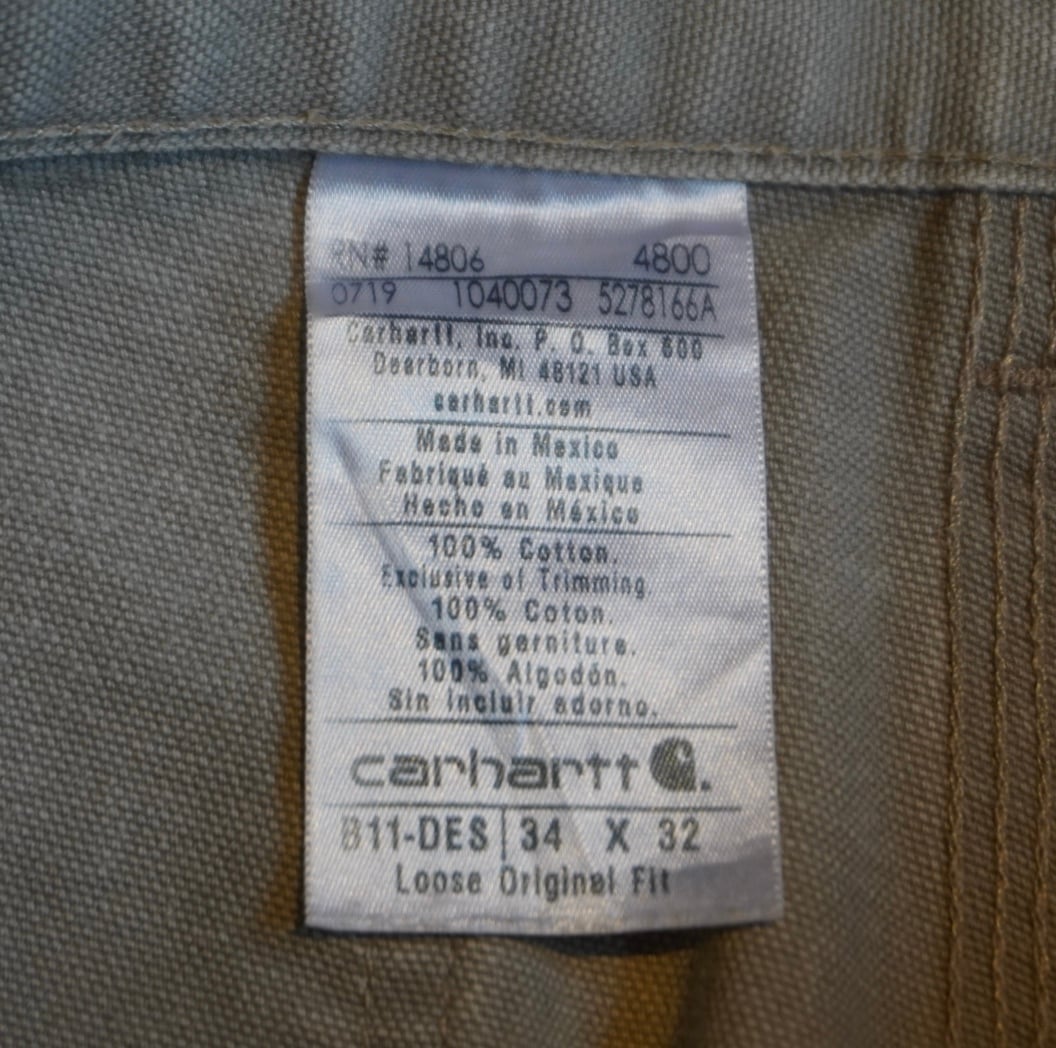 RN# 14806 4800
0719 1040073 5278166A
Carhartt, Inc. P. O. Box 600
Dearborn, MI 48121 USA
carhartt.com
Made in Mexico
Fabriqué au Mexique
Hecho en México
100% Cotton.
Exclusive of Trimming
100% Coton.
Sans garniture.
100% Algodón.
Sin incluir adorno.
carhartt
B11-DES 34 X 32
Loose Original Fit